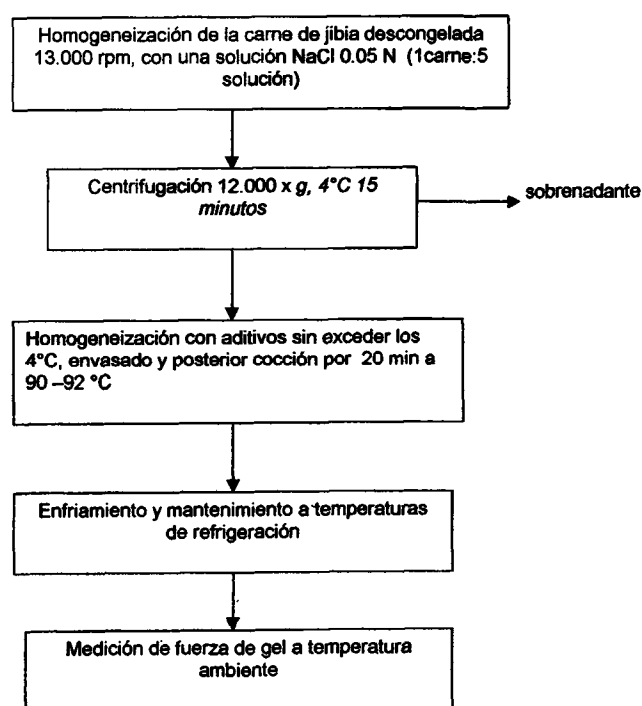 Homogeneización de la carne de jibia descongelada
13.000 rpm, con una solución NaCl 0.05 N (1carne:5
solución)
Centrifugación 12.000 x g, 4°C 15
minutos
sobrenadante
Homogeneización con aditivos sin exceder los
4°C, envasado y posterior cocción por 20 min a
90 –92 °C
Enfriamiento y mantenimiento a temperaturas
de refrigeración
Medición de fuerza de gel a temperatura
ambiente